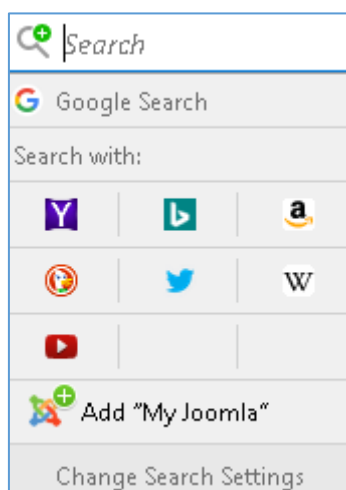 Search
Google Search
Search with:
Add “My Joomla“
Change Search Settings